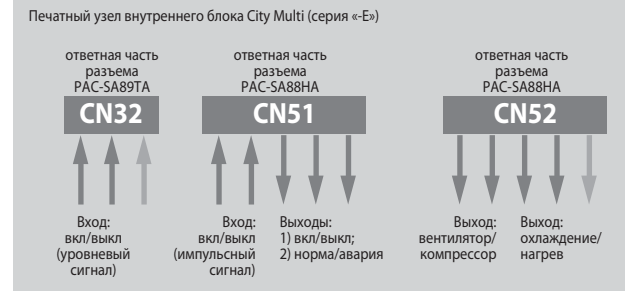 Печатный узел внутреннего блока City Multi (серия «-E»)
ответная часть
разъема
PAC-SA89TA
CN32
Вход:
вкл/выкл
(уровневый
сигнал)
ответная часть
разъема
PAC-SA88HA
CN51
Вход:
вкл/выкл
(импульсный
сигнал)
Выходы:
1) вкл/выкл;
2) норма/авария
ответная часть
разъема
PAC-SA88HA
CN52
Выход:
вентилятор/
компрессор
Выход:
охлаждение/
нагрев